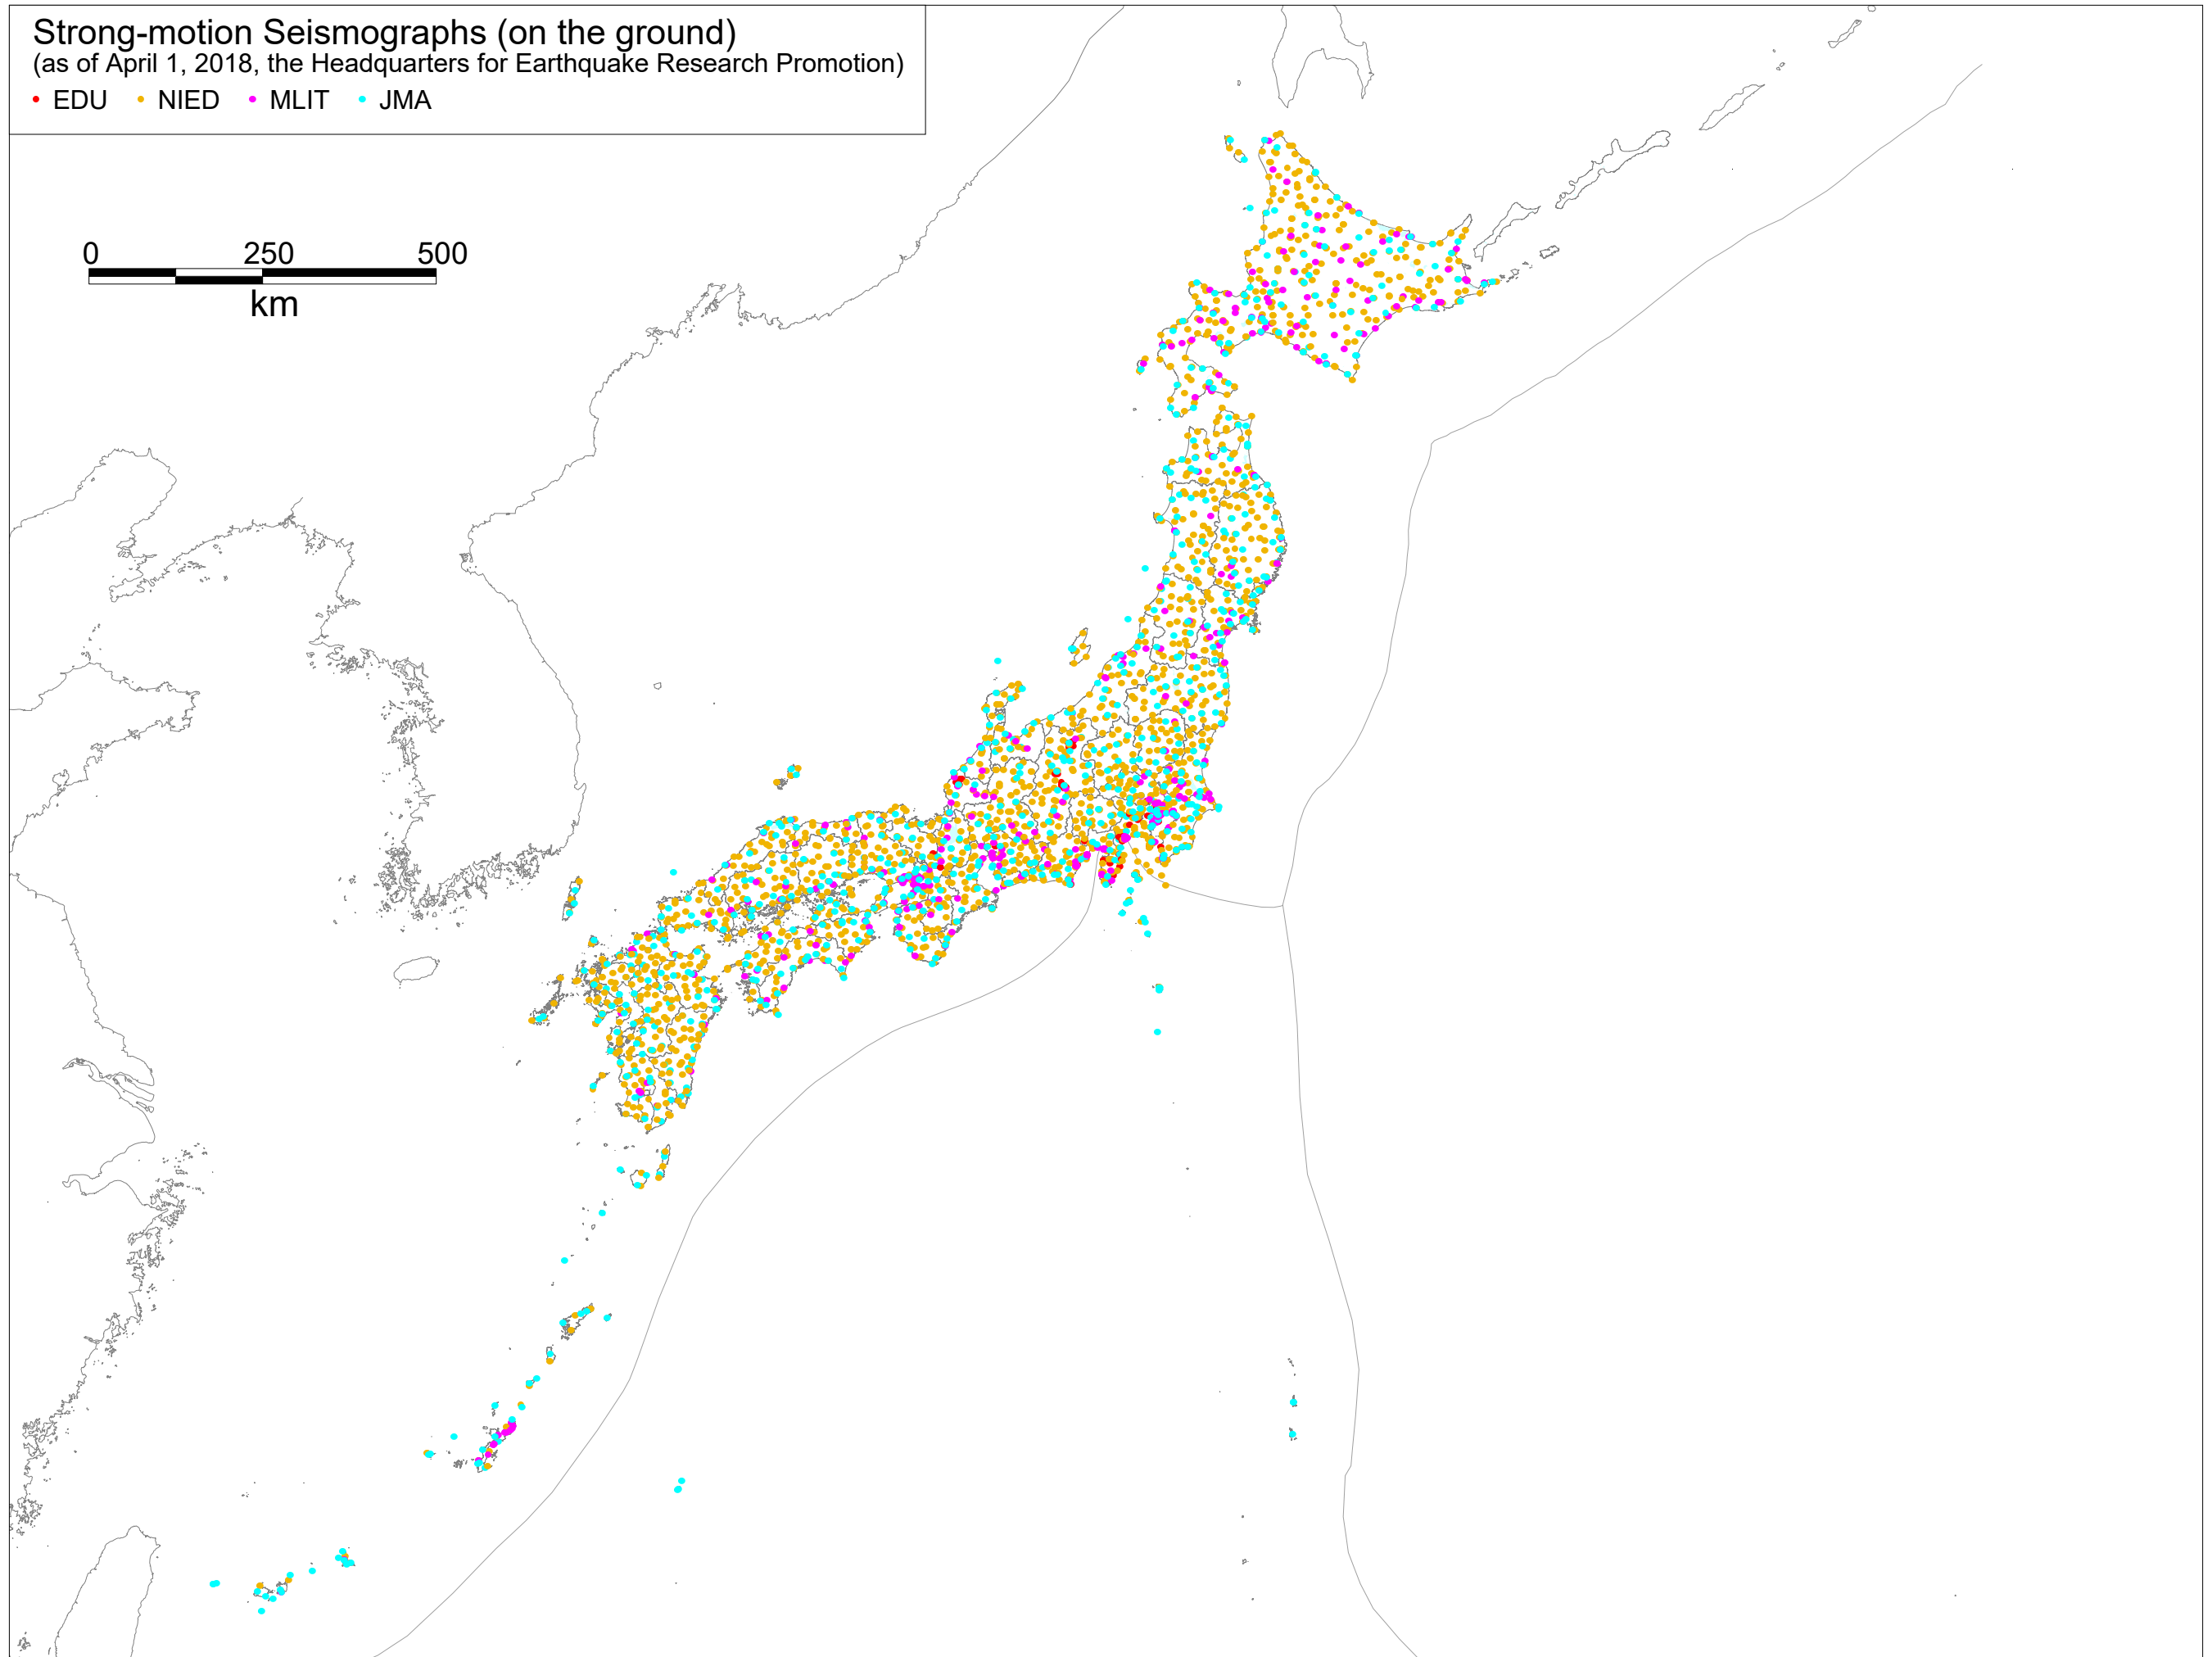 Strong-motion Seismographs (on the ground)
(as of April 1, 2018, the Headquarters for Earthquake Research Promotion)
EDU NIED MLIT JMA
0 250 500
km